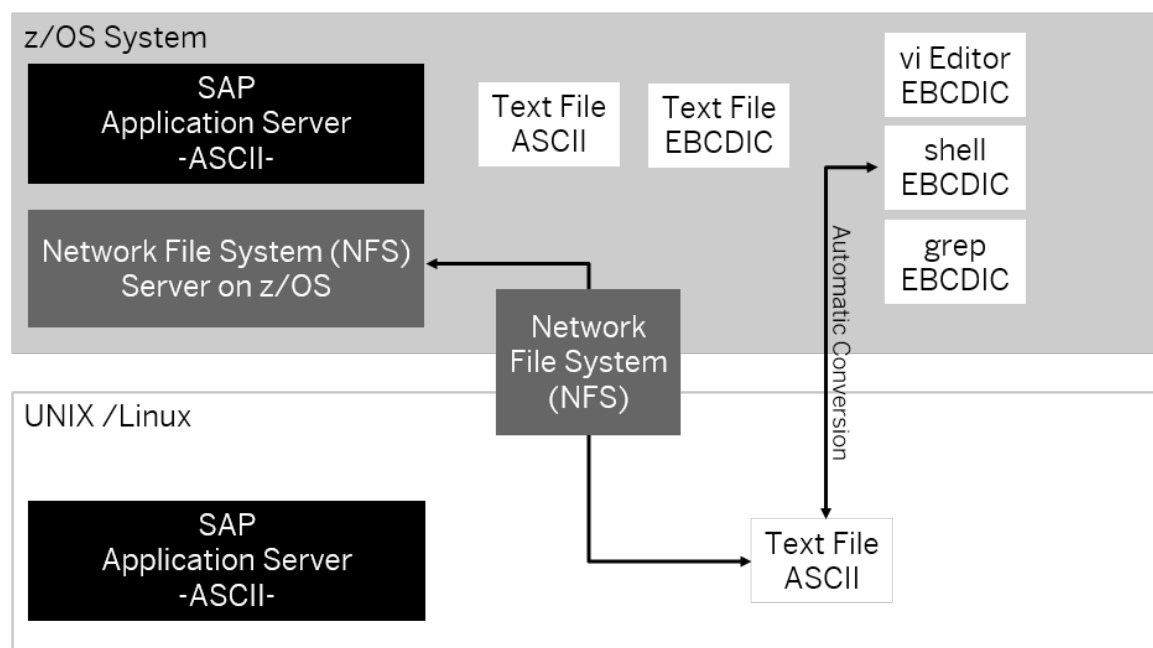 z/OS System
SAP
Application Server
-ASCII-
Text File
ASCII
Text File
EBCDIC
vi Editor
EBCDIC
shell
EBCDIC
grep
EBCDIC
Network File System (NFS)
Server on z/OS
Network
File System
(NFS)
Automatic Conversion
UNIX /Linux
SAP
Application Server
-ASCII-
Text File
ASCII